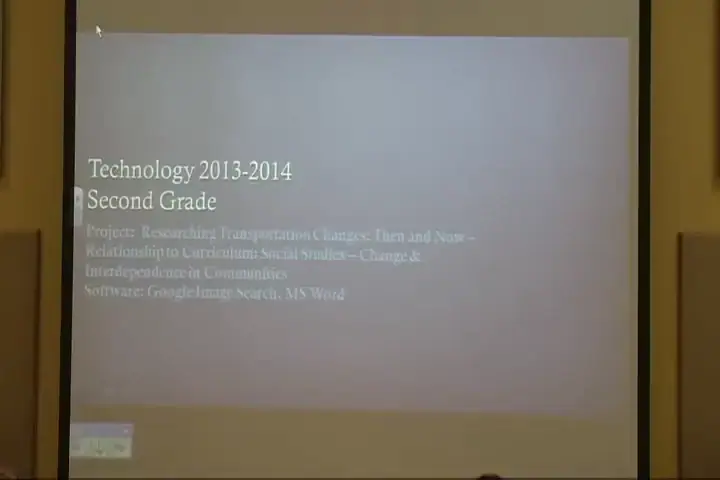 Technology 2013-2014
Second Grade
Project: Researching Transportation Changes: Then and Now –
Relationship to Curriculum: Social Studies – Change &
Interdependence in Communities
Software: Google Image Search, MS Word